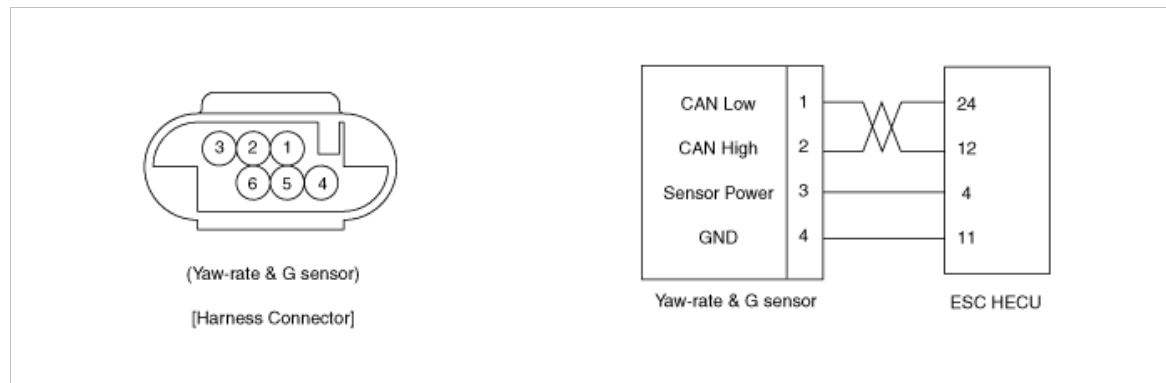 3 2 1
6 5 4
(Yaw-rate & G sensor)
[Harness Connector]
CAN Low 1 24
CAN High 2 12
Sensor Power 3 4
GND 4 11
Yaw-rate & G sensor
ESC HECU